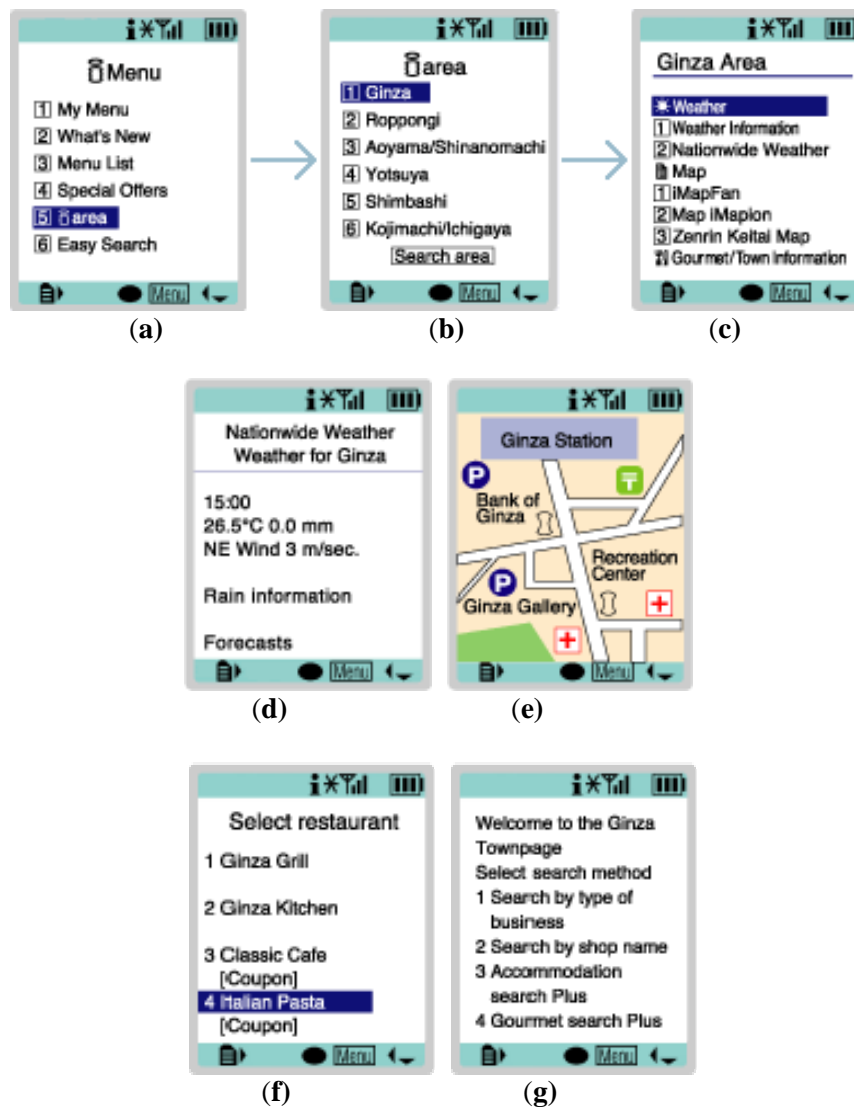 Menu
1 My Menu
2 What's New
3 Menu List
4 Special Offers
5 area
6 Easy Search
Menu
(a)
area
1 Ginza
2 Roppongi
3 Aoyama/Shinanomachi
4 Yotsuya
5 Shimbashi
6 Kojimachi/Ichigaya
Search area
Menu
(b)
Ginza Area
Weather
1 Weather Information
2 Nationwide Weather
Map
1 iMapFan
2 Map iMapion
3 Zenrin Keitai Map
Gourmet/Town Information
Menu
(c)
Nationwide Weather
Weather for Ginza
15:00
26.5°C 0.0 mm
NE Wind 3 m/sec.
Rain information
Forecasts
Menu
(d)
Ginza Station
P
〒
Bank of
Ginza
Recreation
Center
P
Ginza Gallery
Menu
(e)
Select restaurant
1 Ginza Grill
2 Ginza Kitchen
3 Classic Cafe
[Coupon]
4 Italian Pasta
[Coupon]
Menu
(f)
Welcome to the Ginza
Townpage
Select search method
1 Search by type of
business
2 Search by shop name
3 Accommodation
search Plus
4 Gourmet search Plus
Menu
(g)